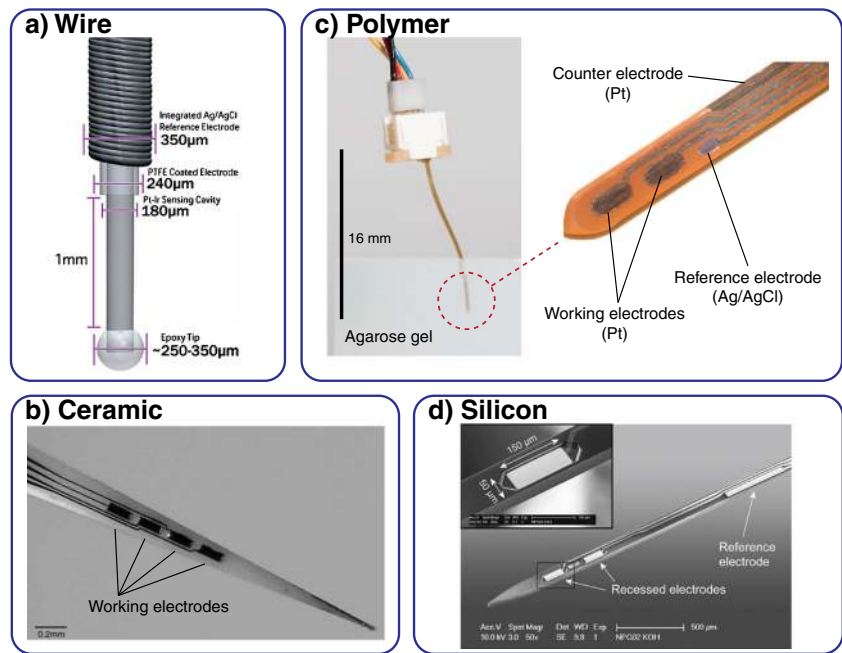 a) Wire
Integrated Ag/AgCl
Reference Electrode
350µm
PTFE Coated Electrode
240µm
Pt-Ir Sensing Cavity
180µm
1mm
Epoxy Tip
~250-350µm
c) Polymer
16 mm
Agarose gel
Counter electrode
(Pt)
Reference electrode
(Ag/AgCl)
Working electrodes
(Pt)
b) Ceramic
Working electrodes
0.2mm
d) Silicon
150 µm
50 µm
Reference
electrode
Recessed electrodes
Acc.V Spot Magn Det WD Exp
10.0 kV 3.0 50x SE 9.8 1 NPC02 KOH
500 µm